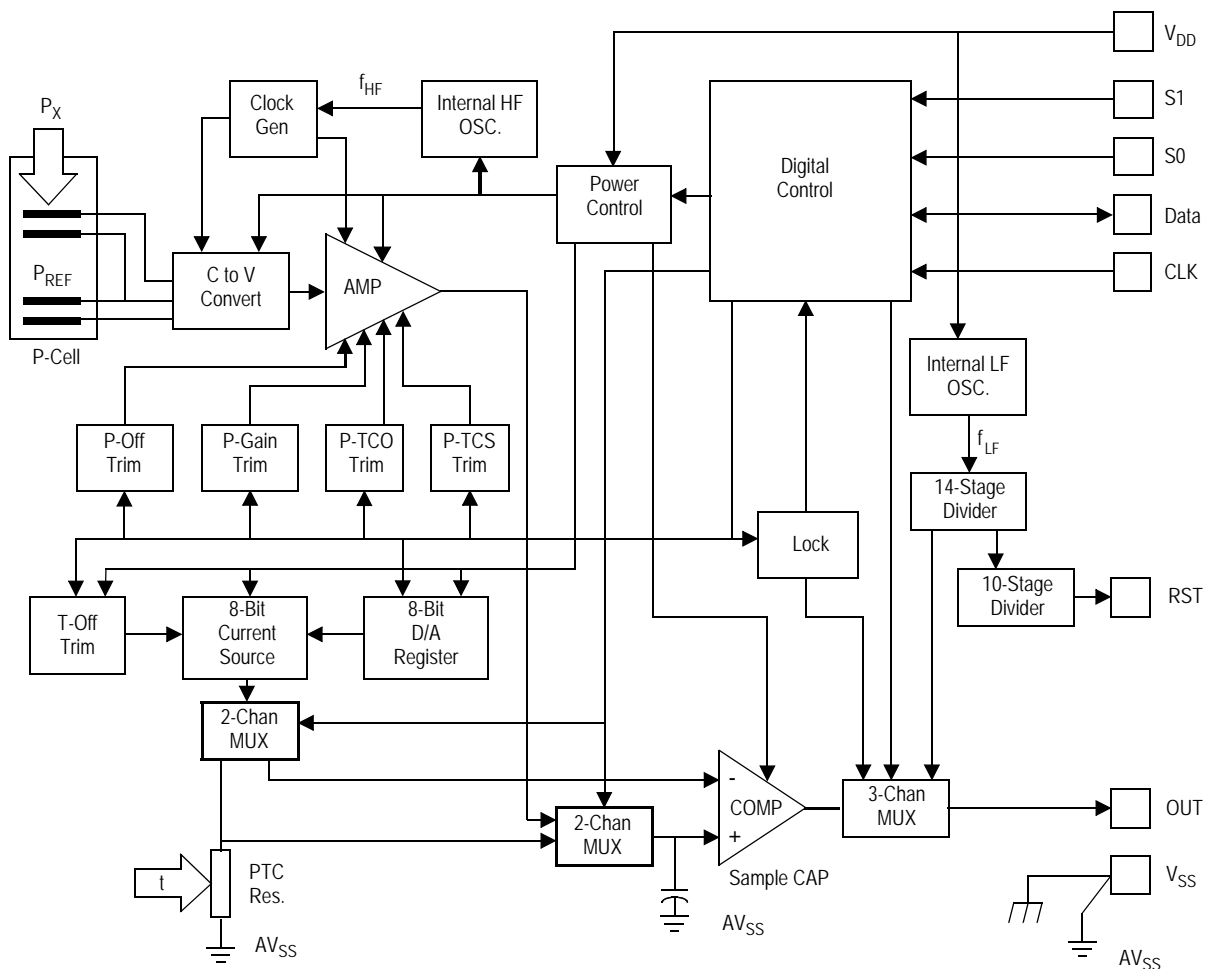 V_DD
f_HF
Clock
Gen
Internal HF
OSC.
S1
P_X
S0
Digital
Control
Power
Control
Data
P_REF
C to V
Convert
AMP
CLK
P-Cell
Internal LF
OSC.
f_LF
P-Off
Trim
P-Gain
Trim
P-TCO
Trim
P-TCS
Trim
14-Stage
Divider
Lock
10-Stage
Divider
RST
T-Off
Trim
8-Bit
Current
Source
8-Bit
D/A
Register
2-Chan
MUX
-
COMP
+
3-Chan
MUX
OUT
2-Chan
MUX
t
PTC
Res.
Sample CAP
V_SS
AV_SS
AV_SS
AV_SS